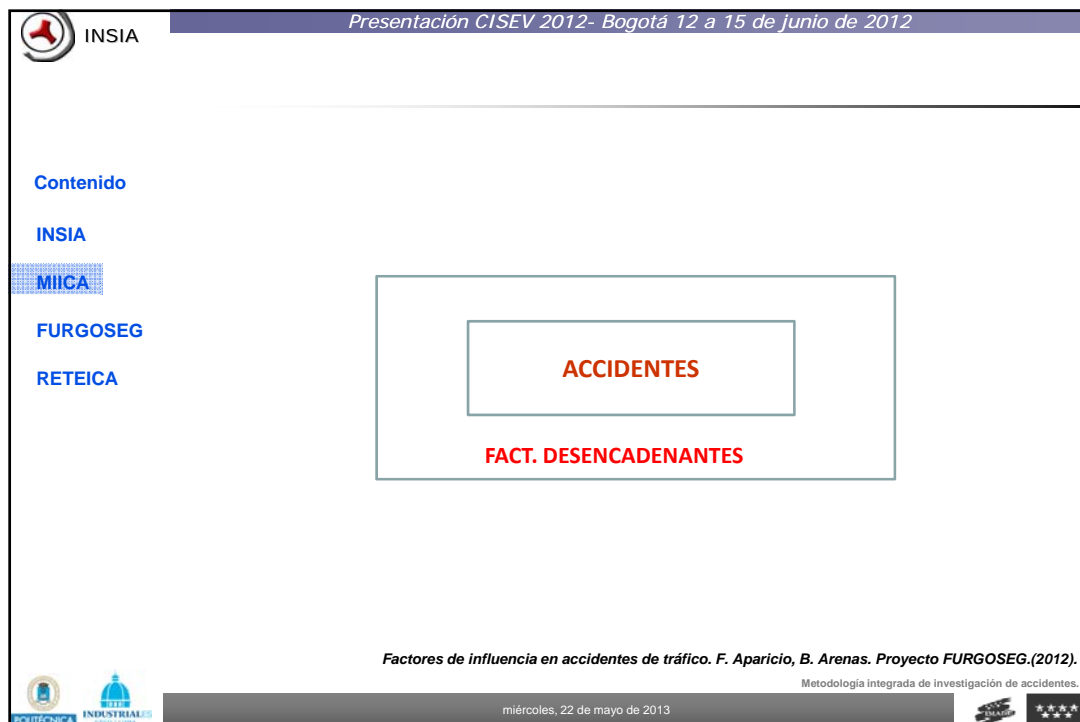 INSIA
Presentación CISEV 2012- Bogotá 12 a 15 de junio de 2012
Contenido
INSIA
MIICA
FURGOSEG
RETEICA
ACCIDENTES
FACT. DESENCADENANTES
Factores de influencia en accidentes de tráfico. F. Aparicio, B. Arenas. Proyecto FURGOSEG.(2012).
Metodología integrada de investigación de accidentes.
POLITÉCNICA
INDUSTRIALES
miércoles, 22 de mayo de 2013